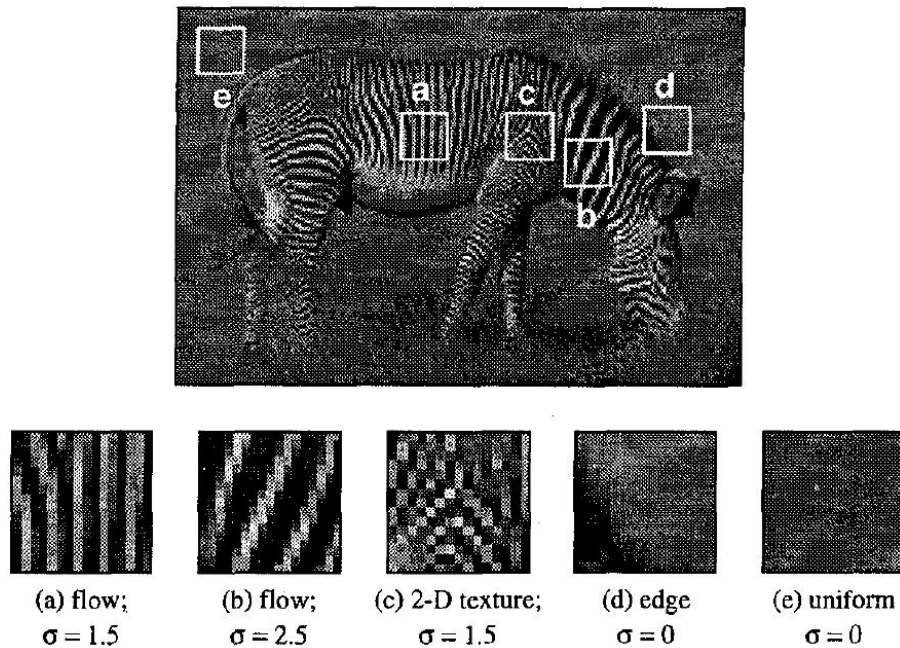 e
a
c
d
b
(a) flow;
σ = 1.5
(b) flow;
σ = 2.5
(c) 2-D texture;
σ = 1.5
(d) edge
σ = 0
(e) uniform
σ = 0